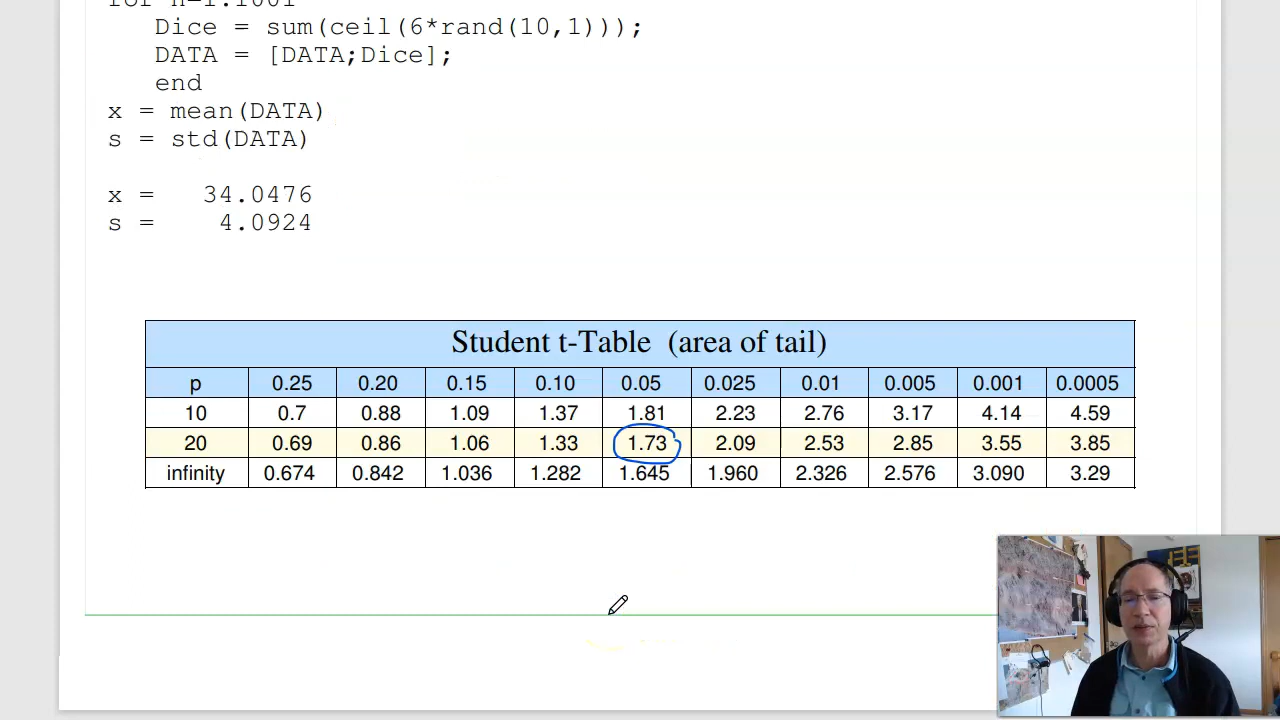 Dice = sum(ceil(6*rand(10,1)));
DATA = [DATA;Dice];
end
x = mean(DATA)
s = std(DATA)
x = 34.0476
s = 4.0924
Student t-Table (area of tail)
p 0.25 0.20 0.15 0.10 0.05 0.025 0.01 0.005 0.001 0.0005
10 0.7 0.88 1.09 1.37 1.81 2.23 2.76 3.17 4.14 4.59
20 0.69 0.86 1.06 1.33 1.73 2.09 2.53 2.85 3.55 3.85
infinity 0.674 0.842 1.036 1.282 1.645 1.960 2.326 2.576 3.090 3.29